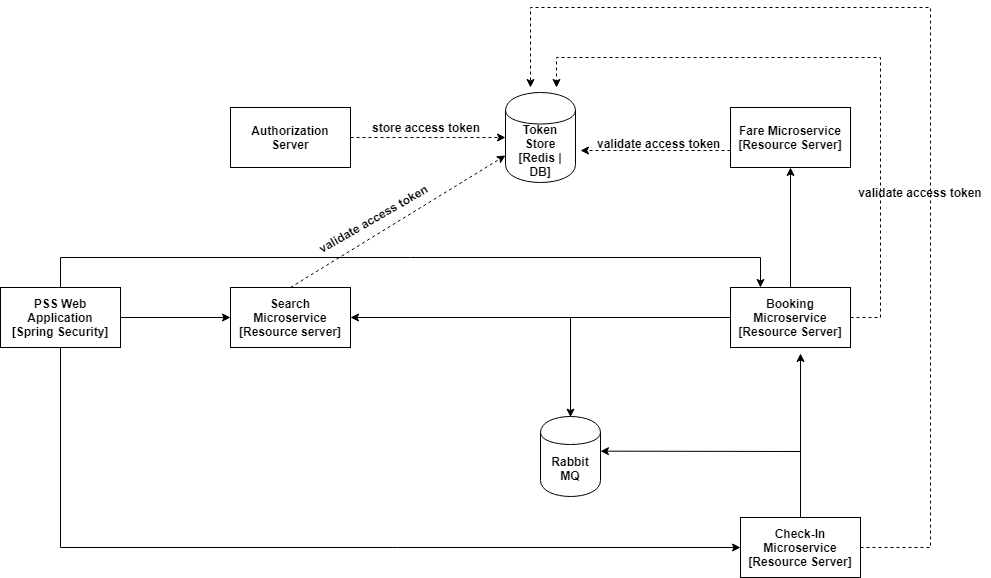 Authorization
Server
store access token
Token
Store
[Redis |
DB]
validate access token
Fare Microservice
[Resource Server]
validate access token
validate access token
PSS Web
Application
[Spring Security]
Search
Microservice
[Resource server]
Booking
Microservice
[Resource Server]
Rabbit
MQ
Check-In
Microservice
[Resource Server]